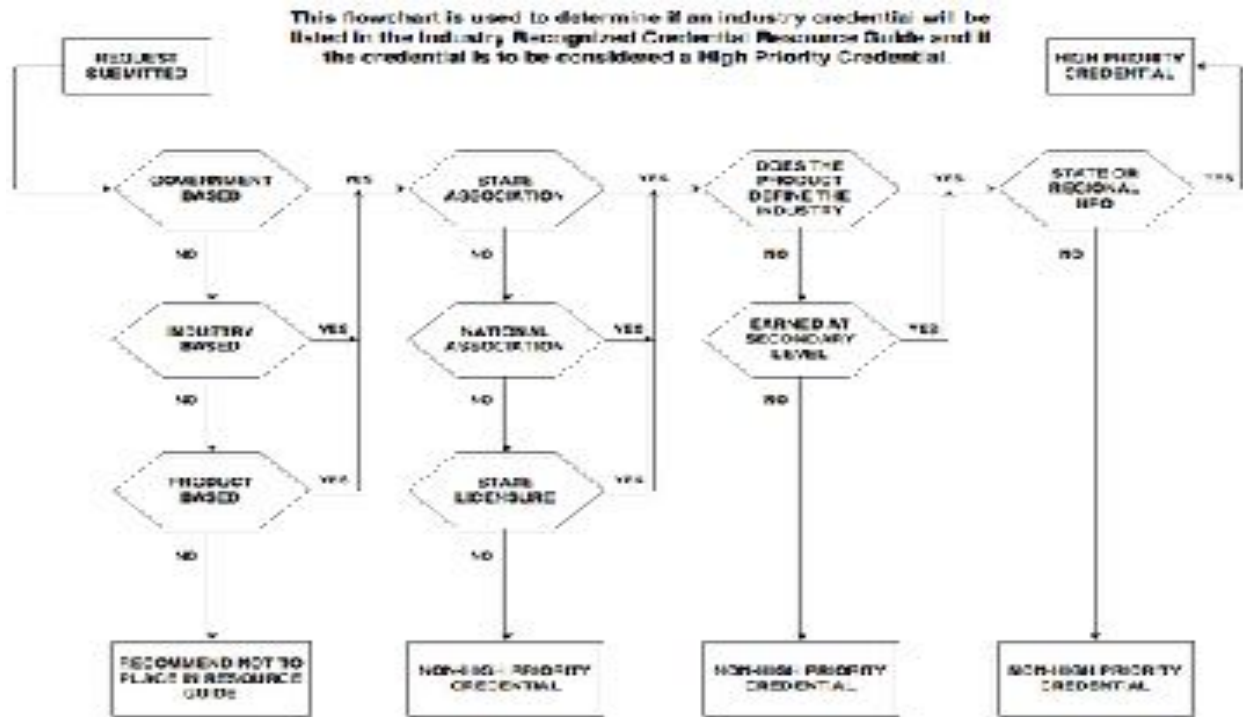 This flowchart is used to determine if an industry credential will be
listed in the Industry Recognized Credential Resource Guide and if
the credential is to be considered a High Priority Credential.
REQUEST
SUBMITTED
HIGH PRIORITY
CREDENTIAL
GOVERNMENT
BASED
YES
STATE
ASSOCIATION
YES
DOES THE
PRODUCT
DEFINE THE
INDUSTRY
YES
STATE OR
REGIONAL
YES
NO
NO
NO
NO
INDUSTRY
BASED
YES
NATIONAL
ASSOCIATION
YES
EARNED AT
SECONDARY
LEVEL
YES
NO
NO
NO
PRODUCT
BASED
YES
STATE
LICENSURE
YES
NO
NO
RECOMMEND NOT TO
PLACE IN RESOURCE
GUIDE
NON-HIGH PRIORITY
CREDENTIAL
NON-HIGH PRIORITY
CREDENTIAL
NON-HIGH PRIORITY
CREDENTIAL